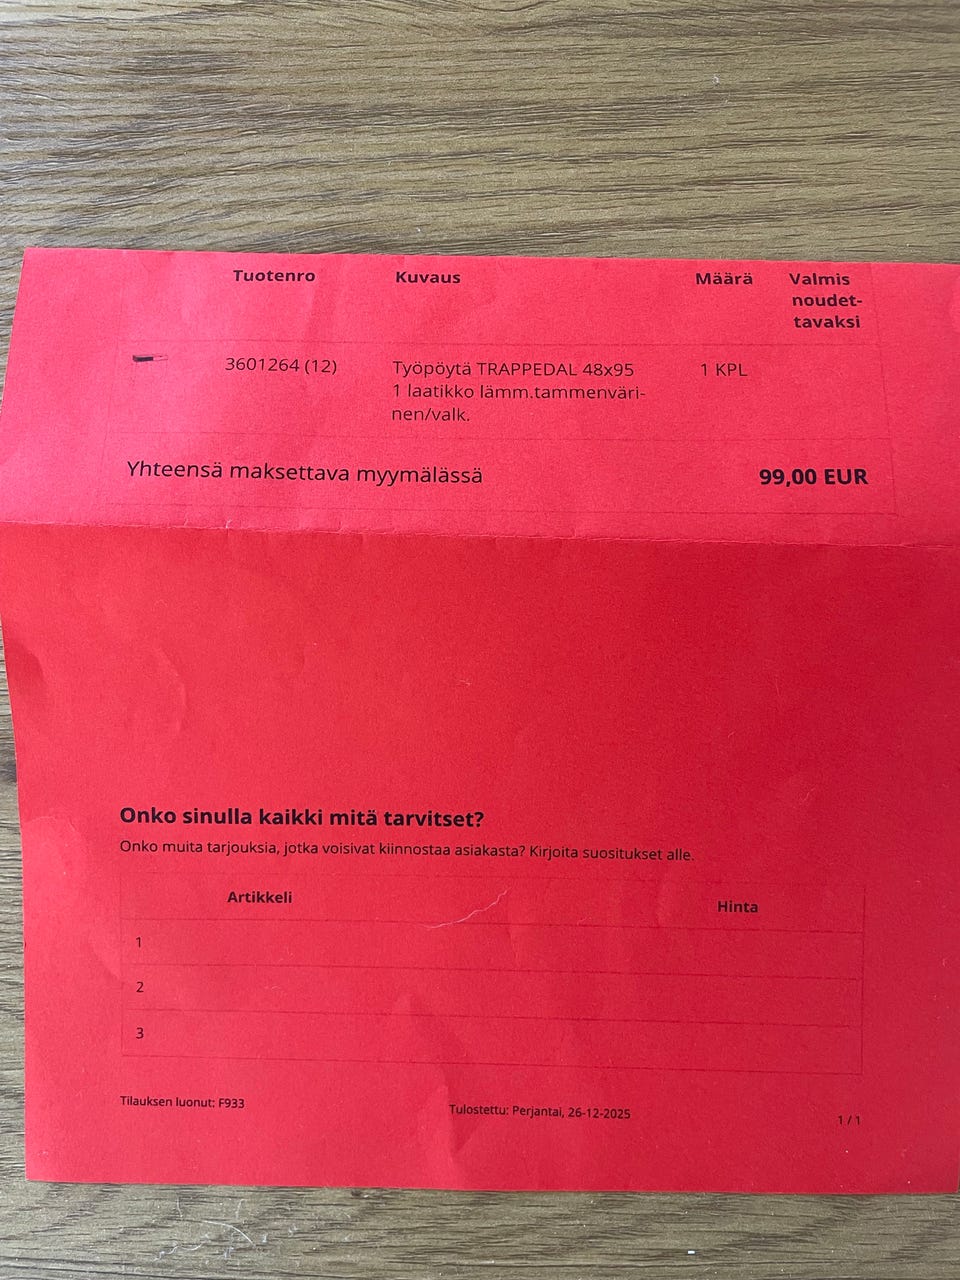 Tuotenro Kuvaus Määrä Valmis
noudet-
tavaksi
3601264 (12) Työpöytä TRAPPEDAL 48x95 1 KPL
1 laatikko lämm.tammenväri-
nen/valk.
Yhteensä maksettava myymälässä 99,00 EUR
Onko sinulla kaikki mitä tarvitset?
Onko muita tarjouksia, jotka voisivat kiinnostaa asiakasta? Kirjoita suositukset alle.
Artikkeli Hinta
1
2
3
Tilauksen luonut: F933 Tulostettu: Perjantai, 26-12-2025 1 / 1